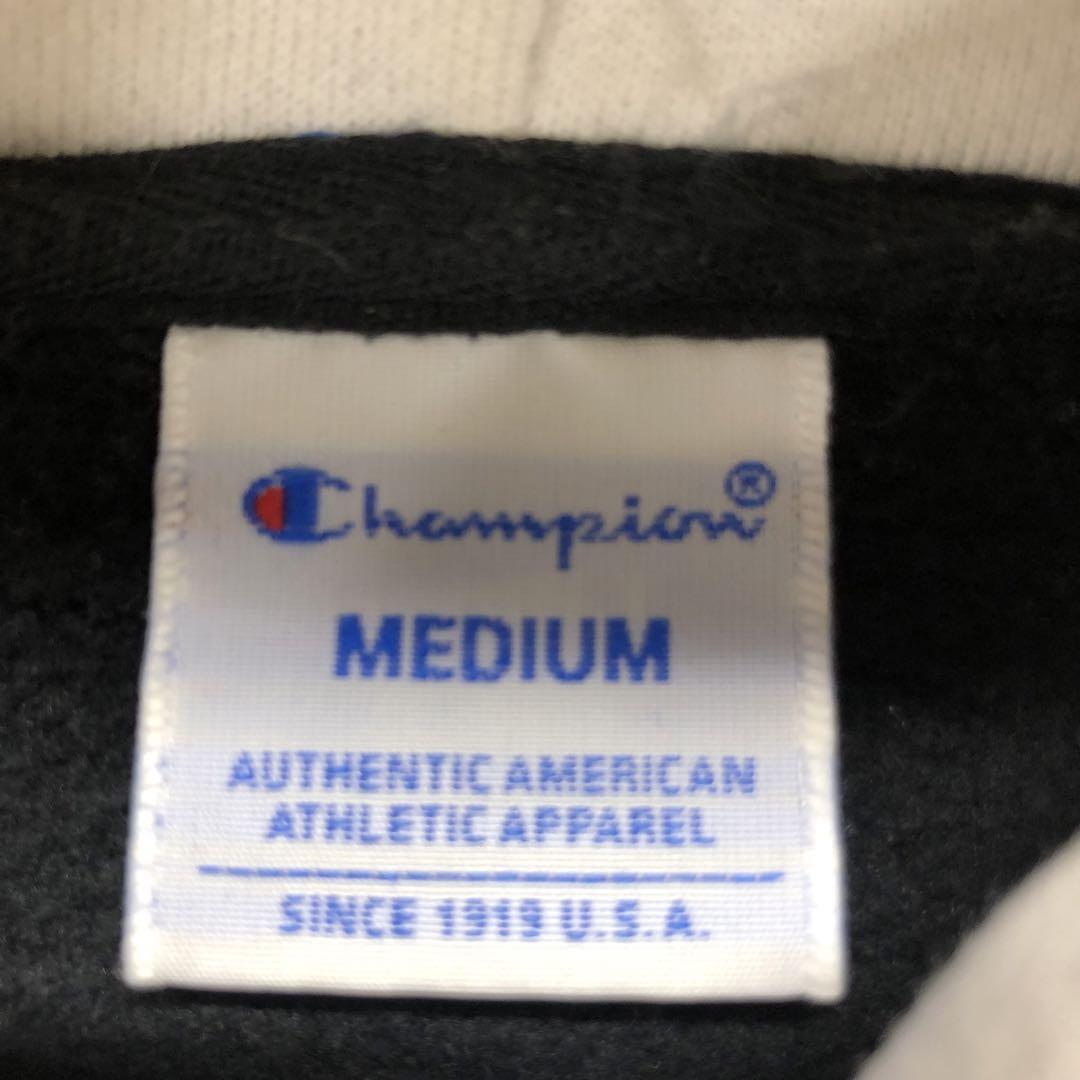 Champion®
MEDIUM
AUTHENTIC AMERICAN
ATHLETIC APPAREL
SINCE 1919 U.S.A.